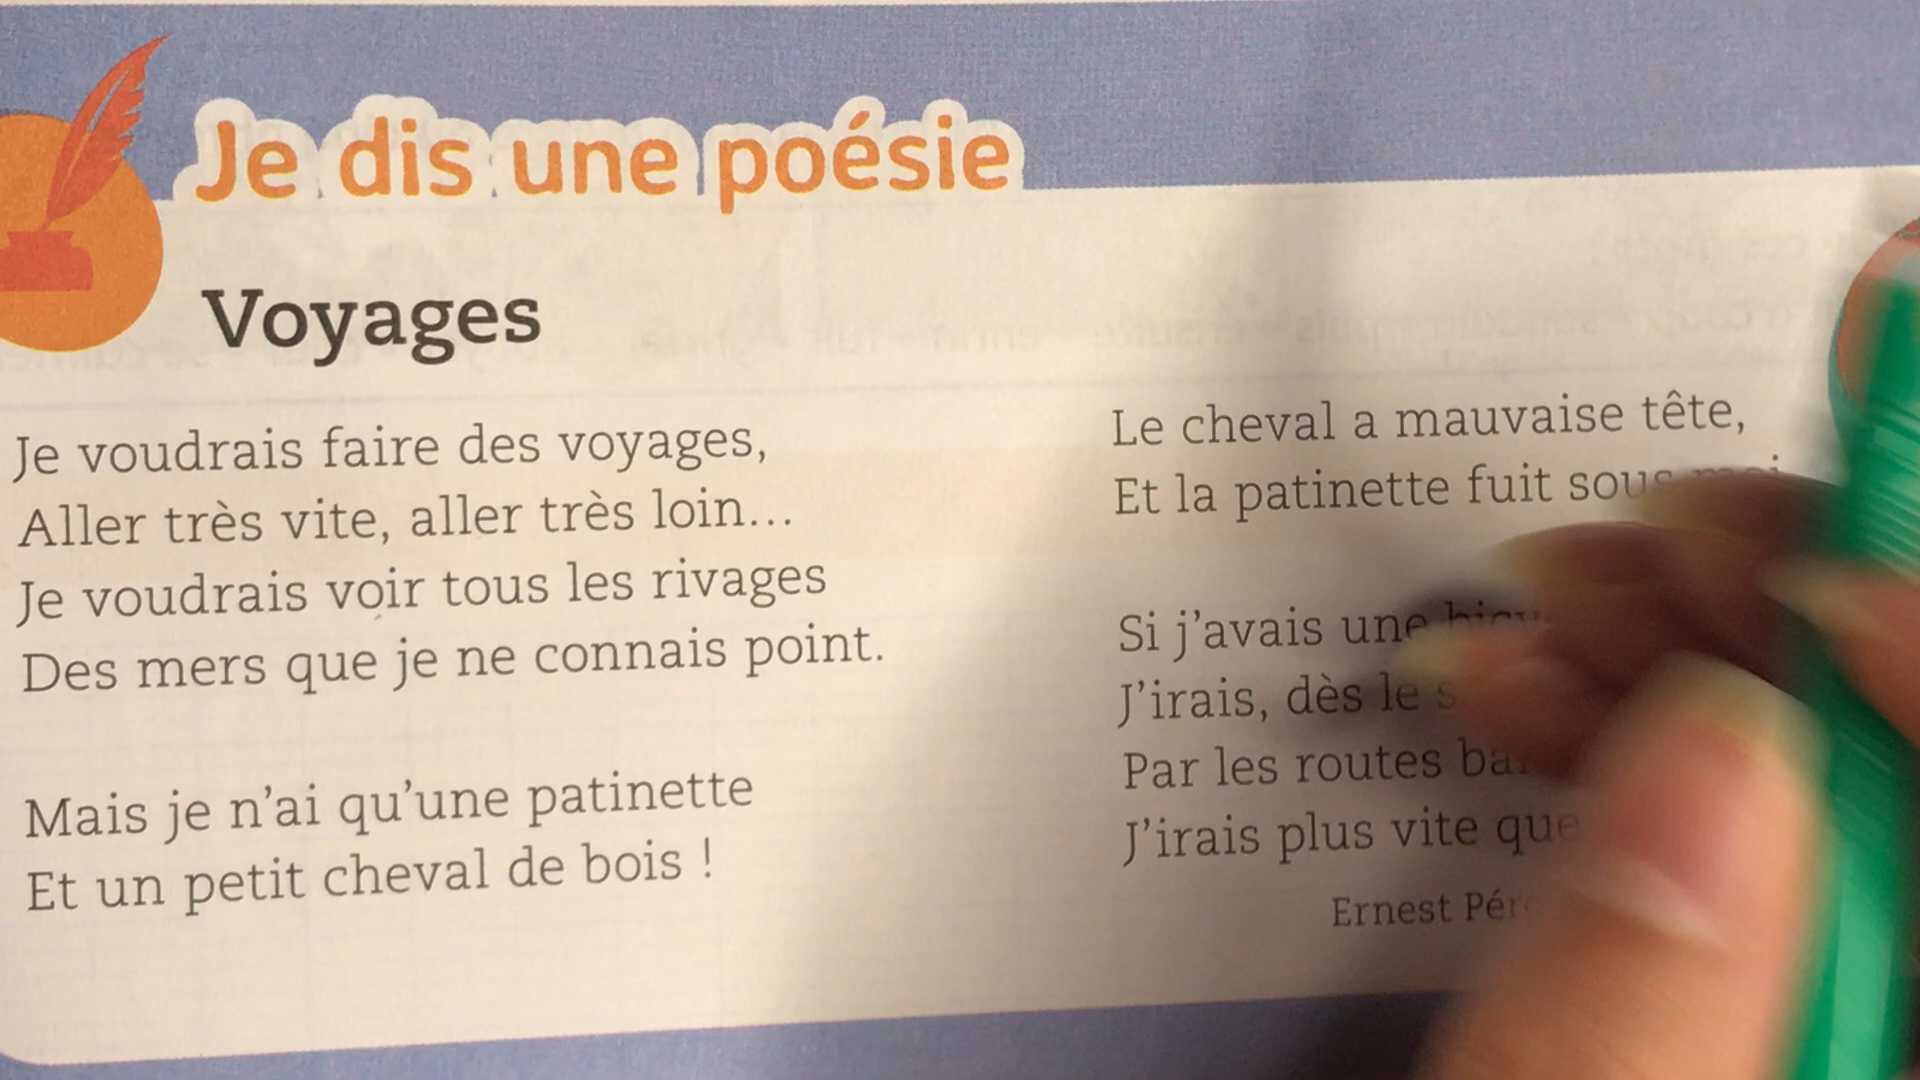 Je dis une poésie
Voyages
Je voudrais faire des voyages,
Aller très vite, aller très loin...
Je voudrais voir tous les rivages
Des mers que je ne connais point.
Mais je n'ai qu'une patinette
Et un petit cheval de bois !
Le cheval a mauvaise tête,
Et la patinette fuit sous
Si j'avais une
J'irais, dès le
Par les routes
J'irais plus vite que
Ernest